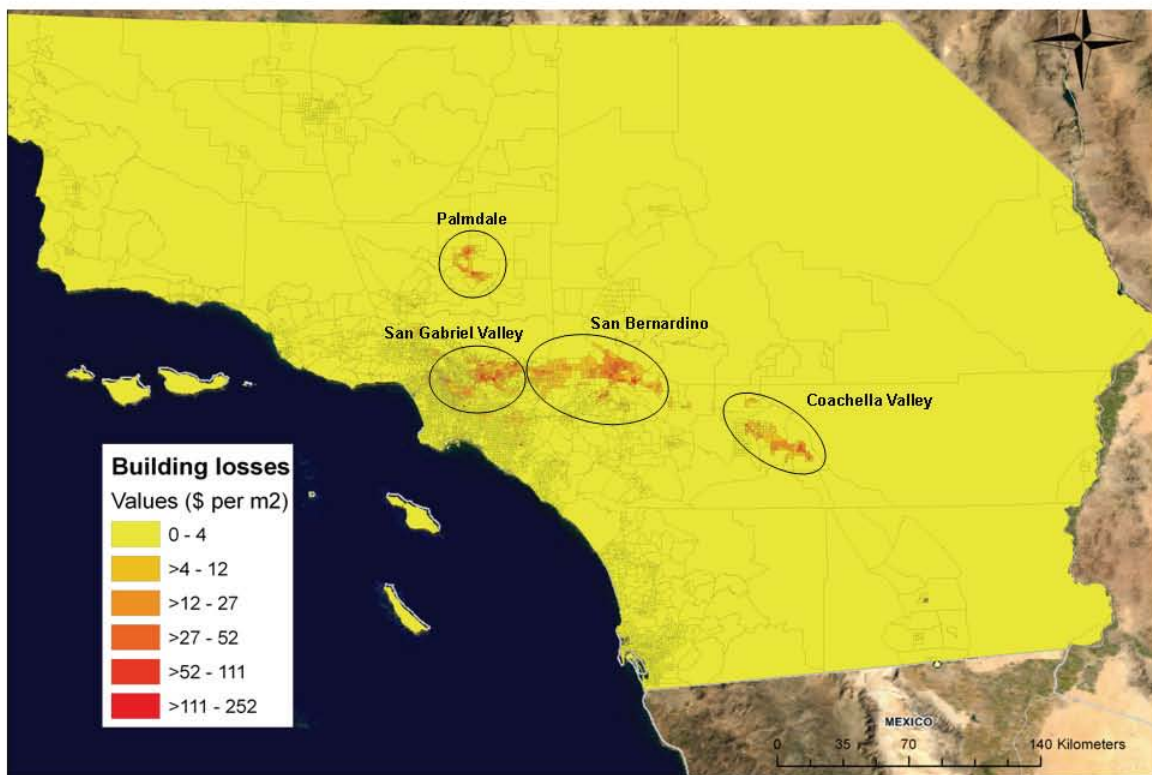 Palmdale
San Gabriel Valley
San Bernardino
Coachella Valley
Building losses
Values ($ per m2)
0 - 4
>4 - 12
>12 - 27
>27 - 52
>52 - 111
>111 - 252
MEXICO
0 35 70 140 Kilometers